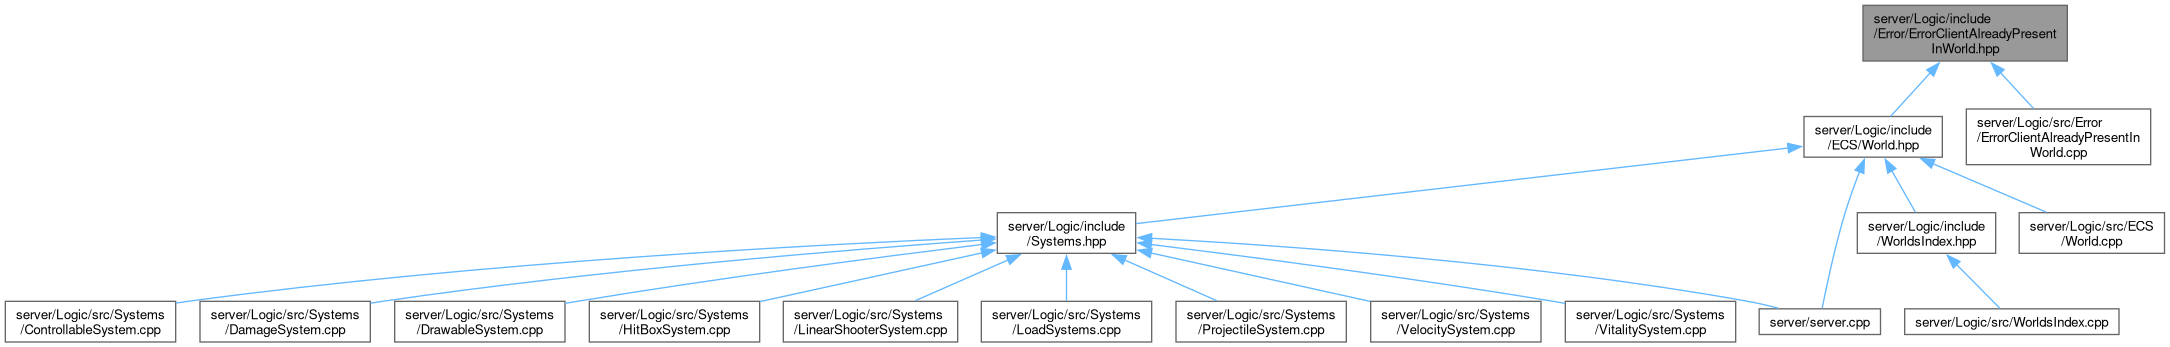 server/Logic/include
/Error/ErrorClientAlreadyPresent
InWorld.hpp
server/Logic/include
/ECS/World.hpp
server/Logic/src/Error
/ErrorClientAlreadyPresentIn
World.cpp
server/Logic/include
/Systems.hpp
server/Logic/include
/WorldsIndex.hpp
server/Logic/src/ECS
/World.cpp
server/Logic/src/Systems
/ControllableSystem.cpp
server/Logic/src/Systems
/DamageSystem.cpp
server/Logic/src/Systems
/DrawableSystem.cpp
server/Logic/src/Systems
/HitBoxSystem.cpp
server/Logic/src/Systems
/LinearShooterSystem.cpp
server/Logic/src/Systems
/LoadSystems.cpp
server/Logic/src/Systems
/ProjectileSystem.cpp
server/Logic/src/Systems
/VelocitySystem.cpp
server/Logic/src/Systems
/VitalitySystem.cpp
server/server.cpp
server/Logic/src/WorldsIndex.cpp